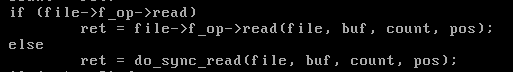 if (file->f_op->read)
ret = file->f_op->read(file, buf, count, pos);
else
ret = do_sync_read(file, buf, count, pos);